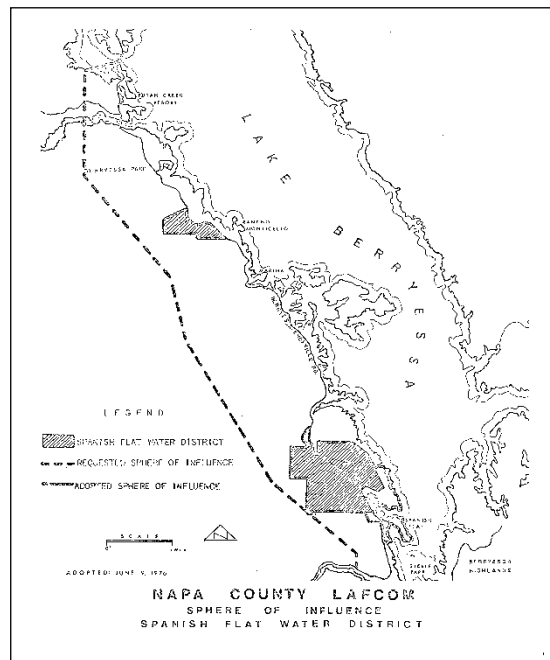 PUTAH CREEK
RESORT
BERRYESSA PARK
RANCHO
MONTICELLO
MARINA
LAKE
BERRYESSA
LEGEND
SPANISH FLAT WATER DISTRICT
REQUESTED SPHERE OF INFLUENCE
ADOPTED SPHERE OF INFLUENCE
SCALE
SPANISH
FLAT
BERRYESSA
HIGHLANDS
ADOPTED: JUNE 9, 1976
NAPA COUNTY LAFCOM
SPHERE OF INFLUENCE
SPANISH FLAT WATER DISTRICT